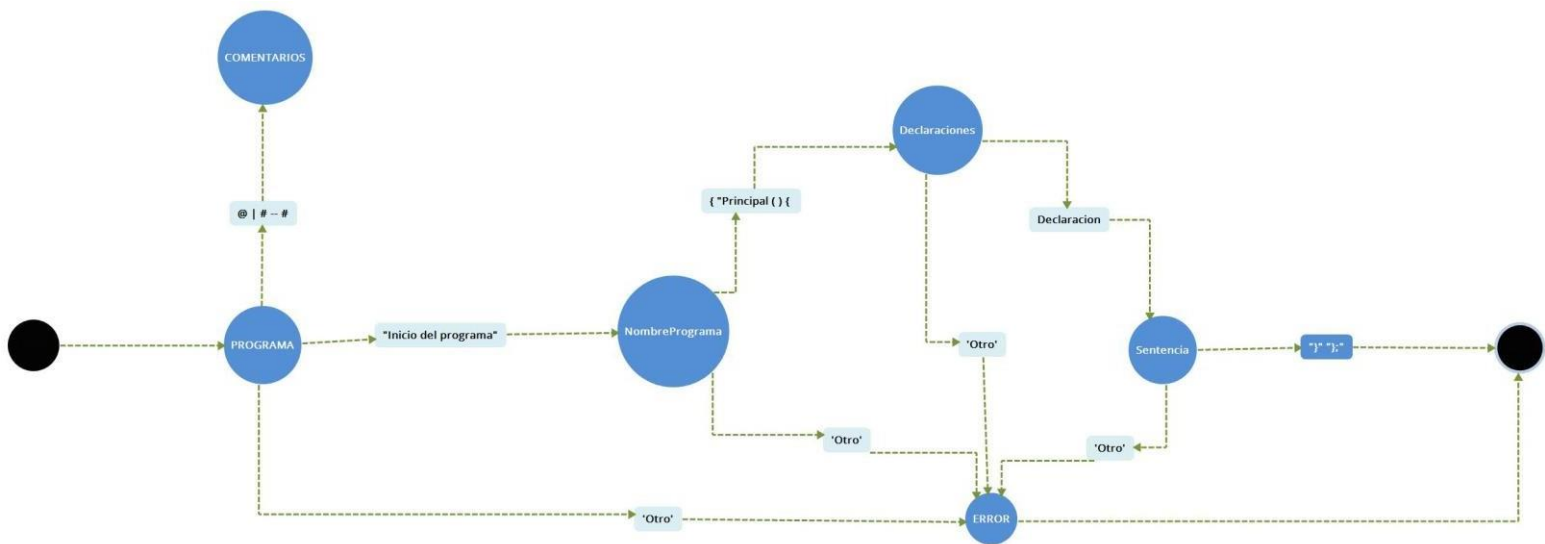 COMENTARIOS
Declaraciones
{ "Principal ( ) {
@ | # -- #
Declaracion
"Inicio del programa"
NombrePrograma
PROGRAMA
'Otro'
Sentencia
"}" "};"
'Otro'
'Otro'
'Otro'
ERROR